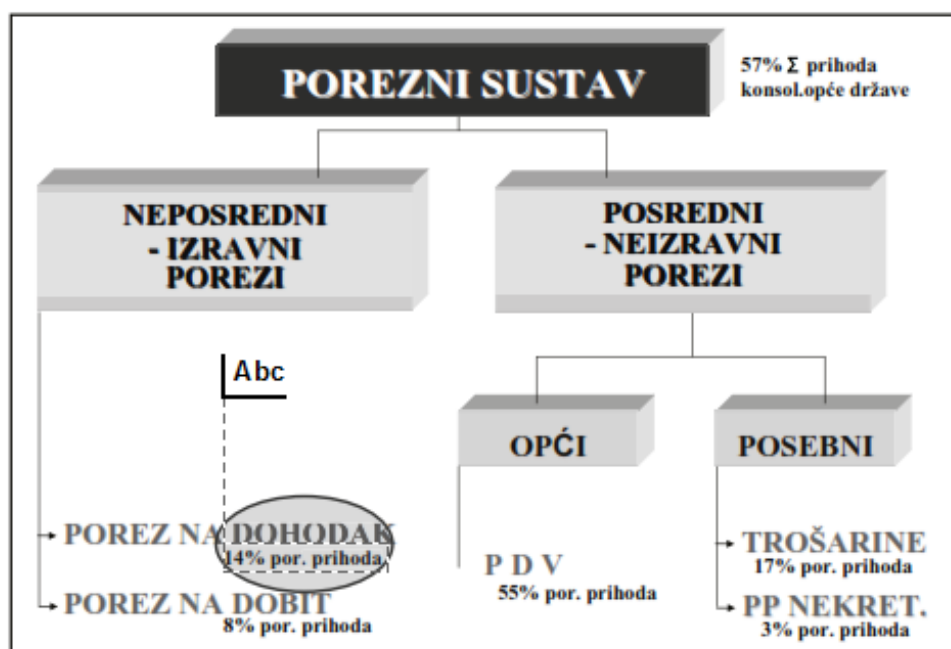 POREZNI SUSTAV
57% Σ prihoda
konsol.opće države
NEPOSREDNI
- IZRAVNI
POREZI
POSREDNI
- NEIZRAVNI
POREZI
Abc
OPĆI
POSEBNI
POREZ NA DOHODAK
14% por. prihoda
POREZ NA DOBIT
8% por. prihoda
P D V
55% por. prihoda
TROŠARINE
17% por. prihoda
PP NEKRET.
3% por. prihoda